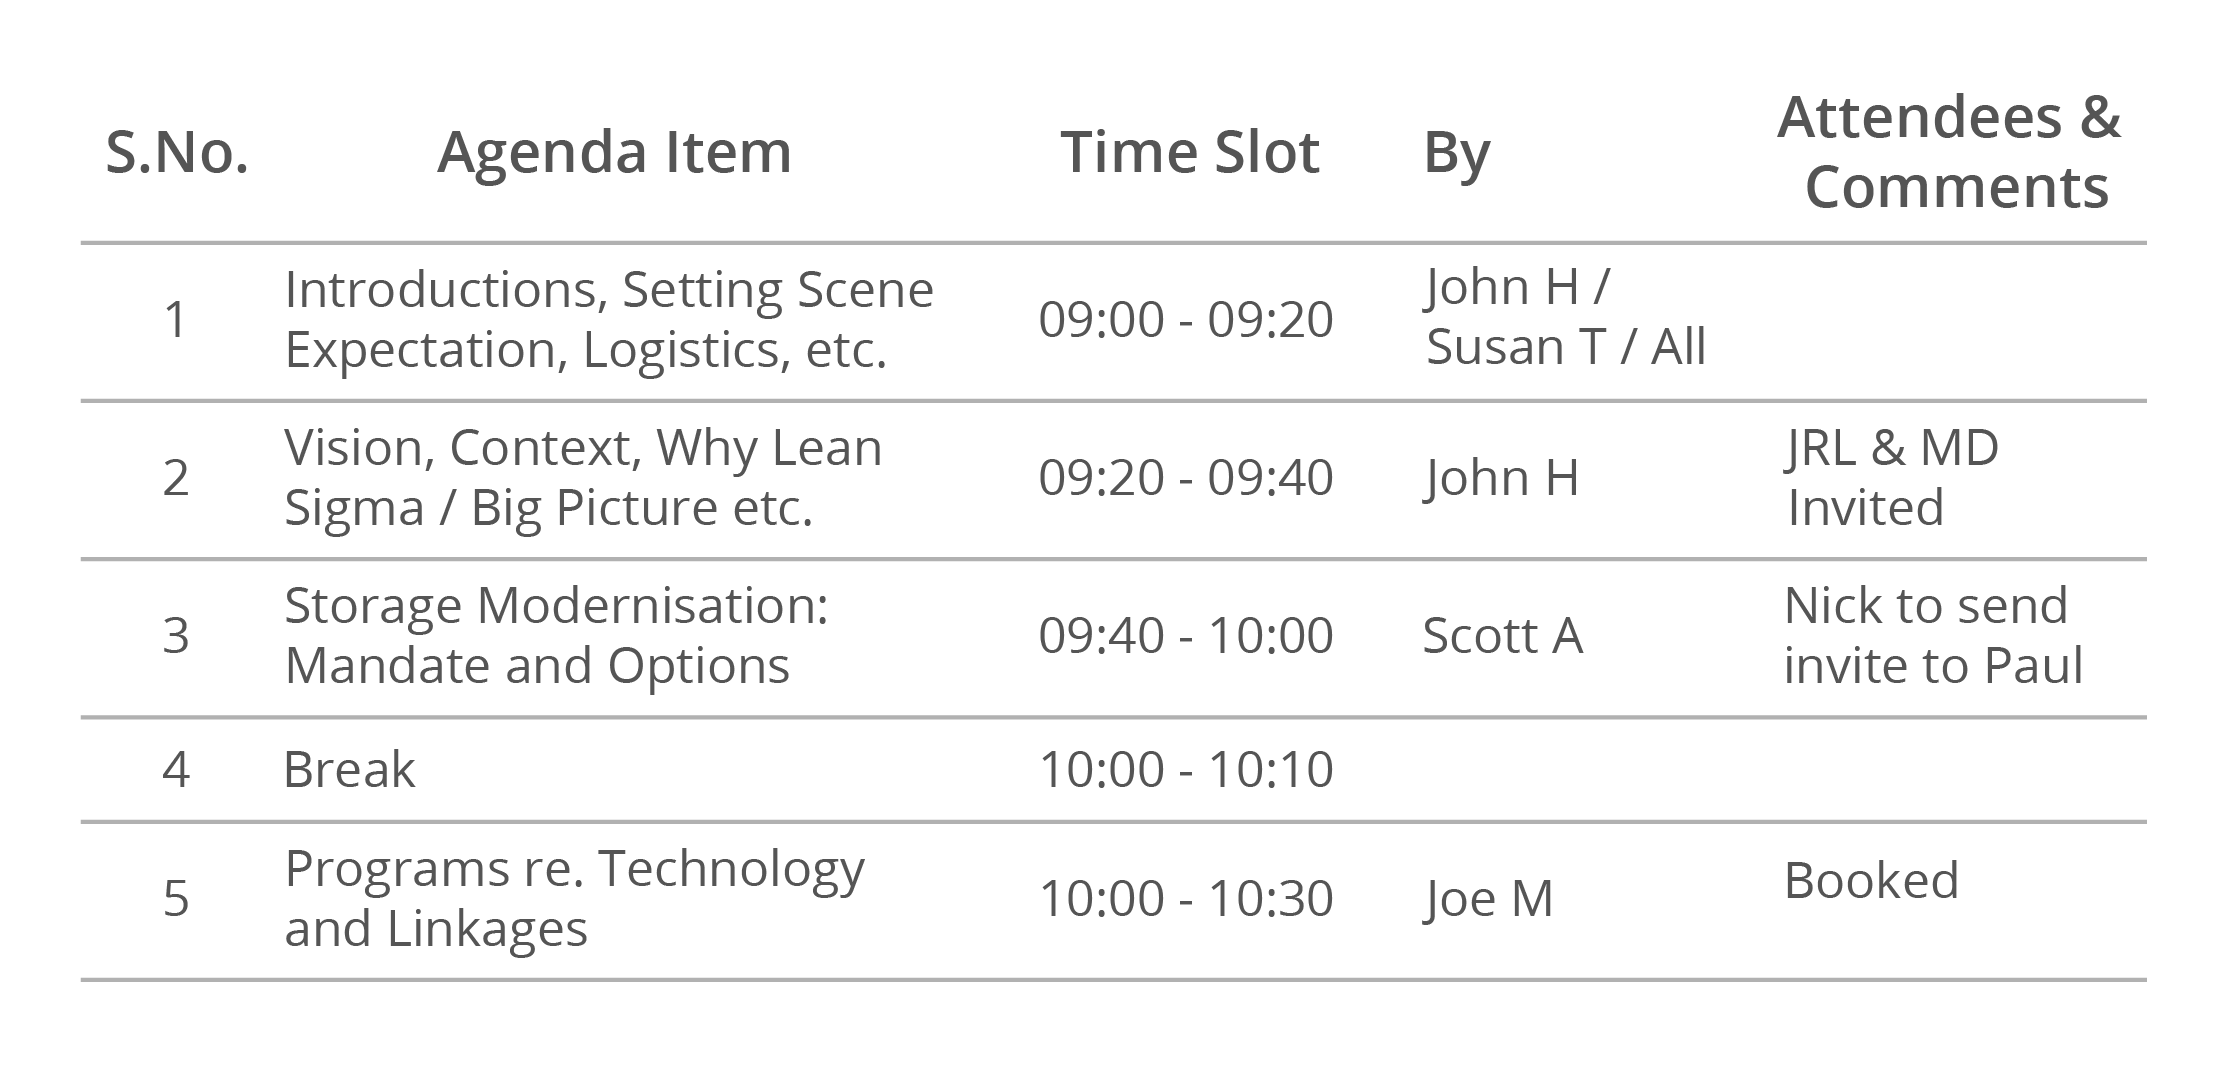 S.No. Agenda Item Time Slot By Attendees &
Comments
1 Introductions, Setting Scene
Expectation, Logistics, etc. 09:00 - 09:20 John H /
Susan T / All
2 Vision, Context, Why Lean
Sigma / Big Picture etc. 09:20 - 09:40 John H JRL & MD
Invited
3 Storage Modernisation:
Mandate and Options 09:40 - 10:00 Scott A Nick to send
invite to Paul
4 Break 10:00 - 10:10
5 Programs re. Technology
and Linkages 10:00 - 10:30 Joe M Booked